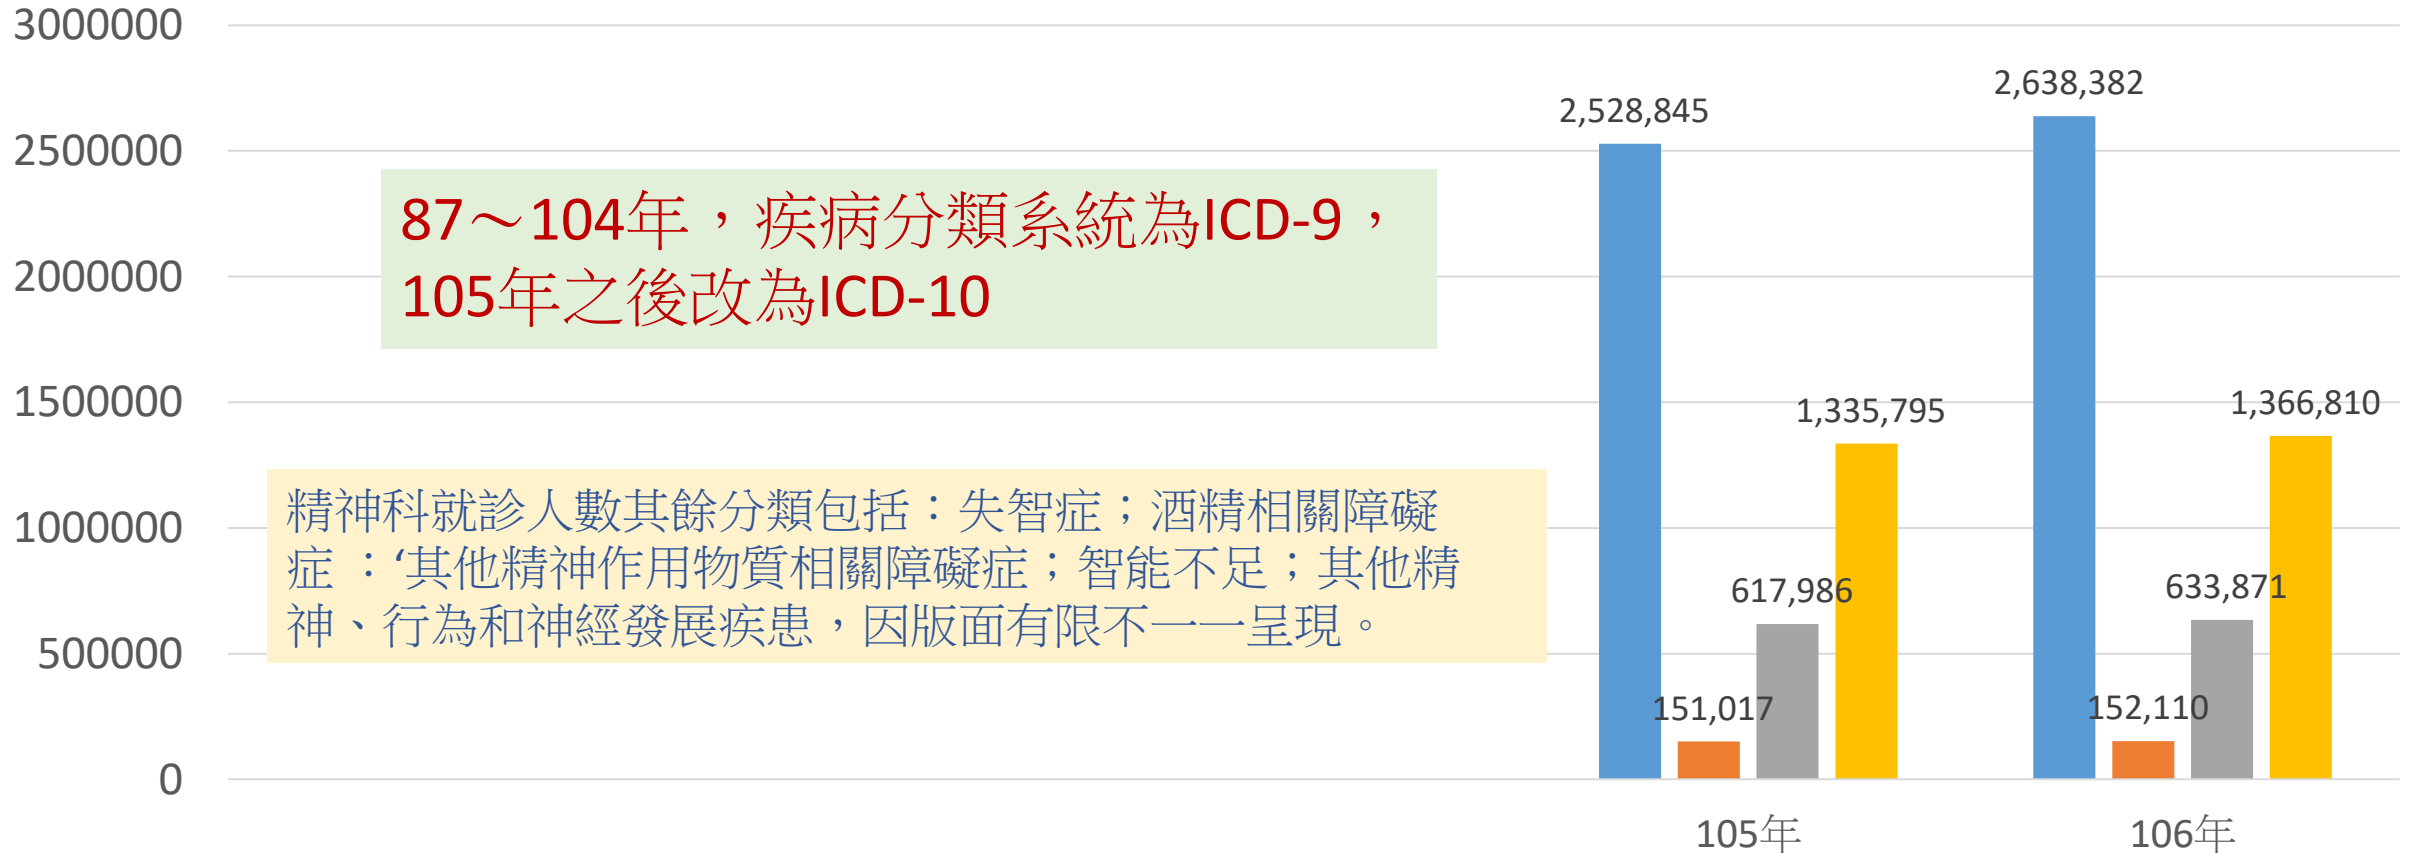 3000000
2500000
2000000
1500000
1000000
500000
0
87～104年，疾病分類系統為ICD-9，
105年之後改為ICD-10
精神科就診人數其餘分類包括：失智症；酒精相關障礙
症 ：‘其他精神作用物質相關障礙症；智能不足；其他精
神、行為和神經發展疾患，因版面有限不一一呈現。
2,528,845
151,017
617,986
1,335,795
2,638,382
152,110
633,871
1,366,810
105年
106年